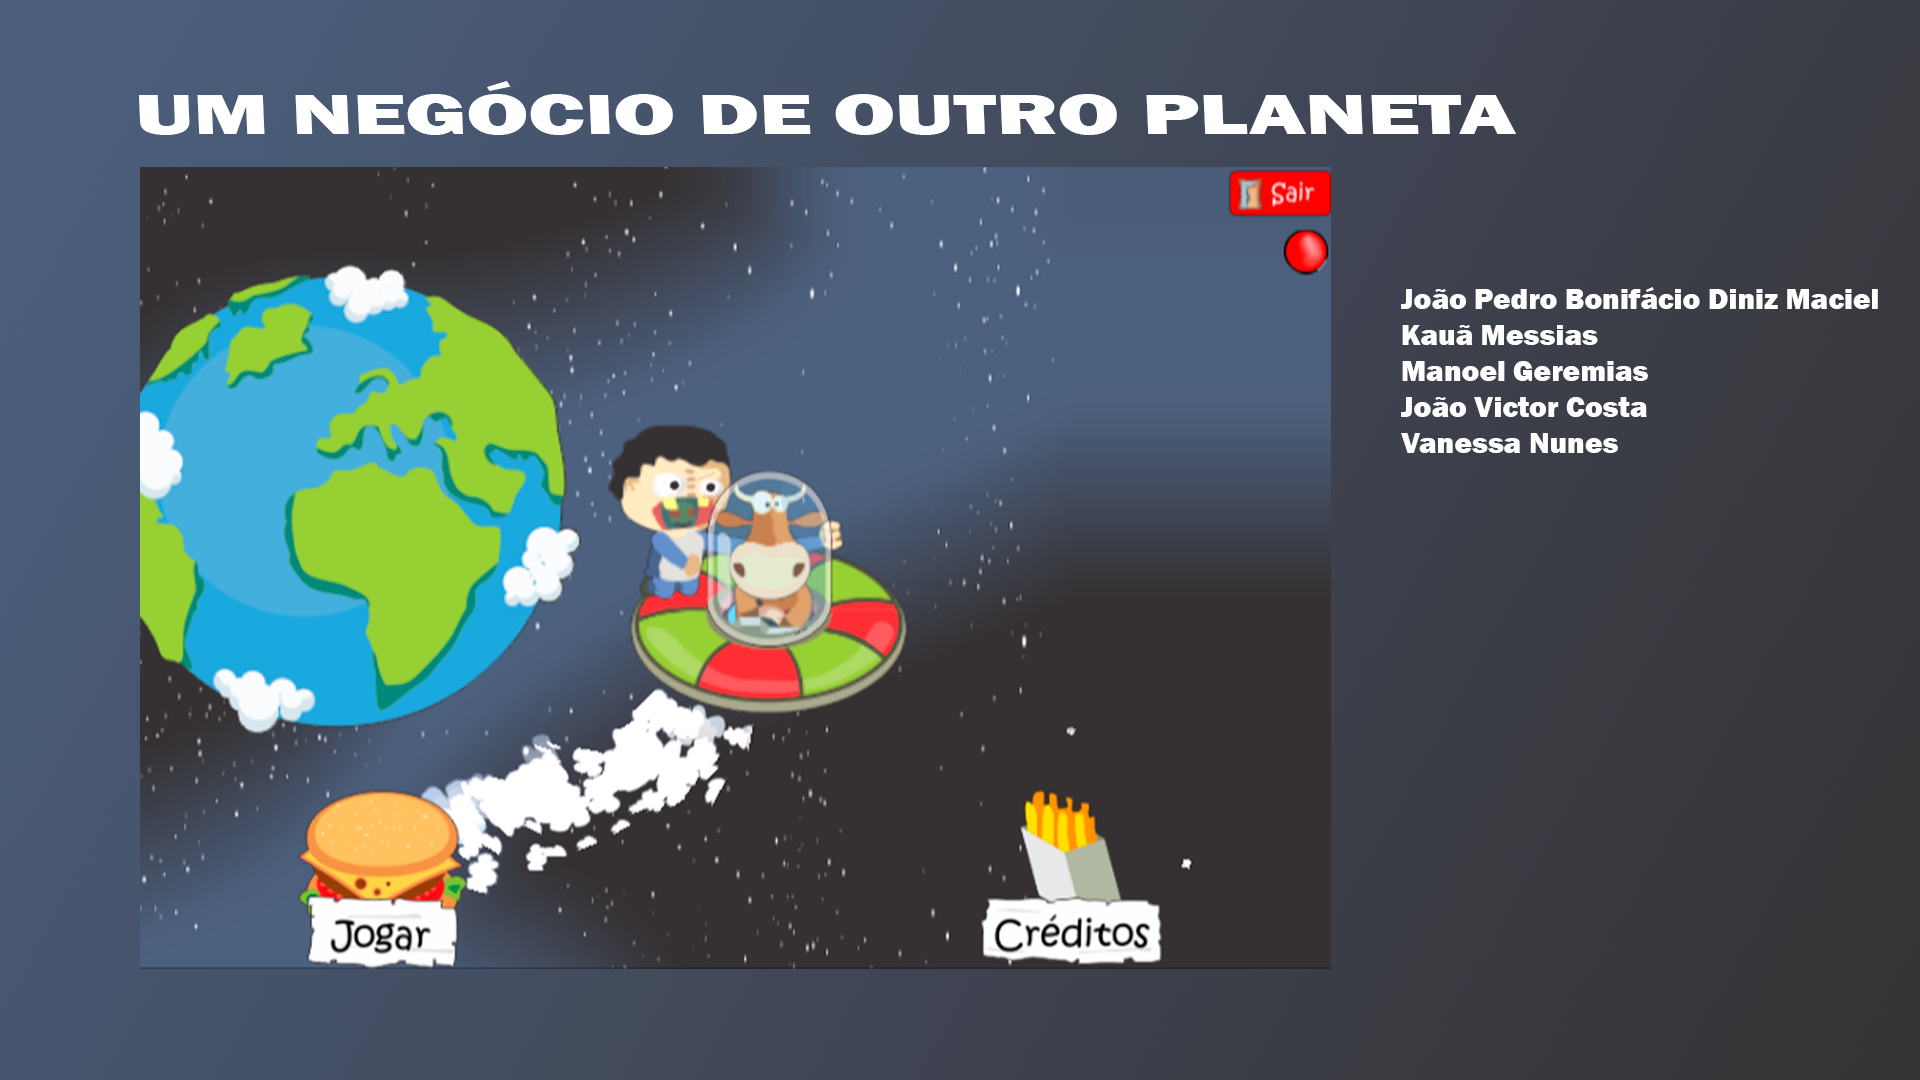 UM NEGÓCIO DE OUTRO PLANETA
Sair
João Pedro Bonifácio Diniz Maciel
Kauã Messias
Manoel Geremias
João Victor Costa
Vanessa Nunes
Jogar
Créditos